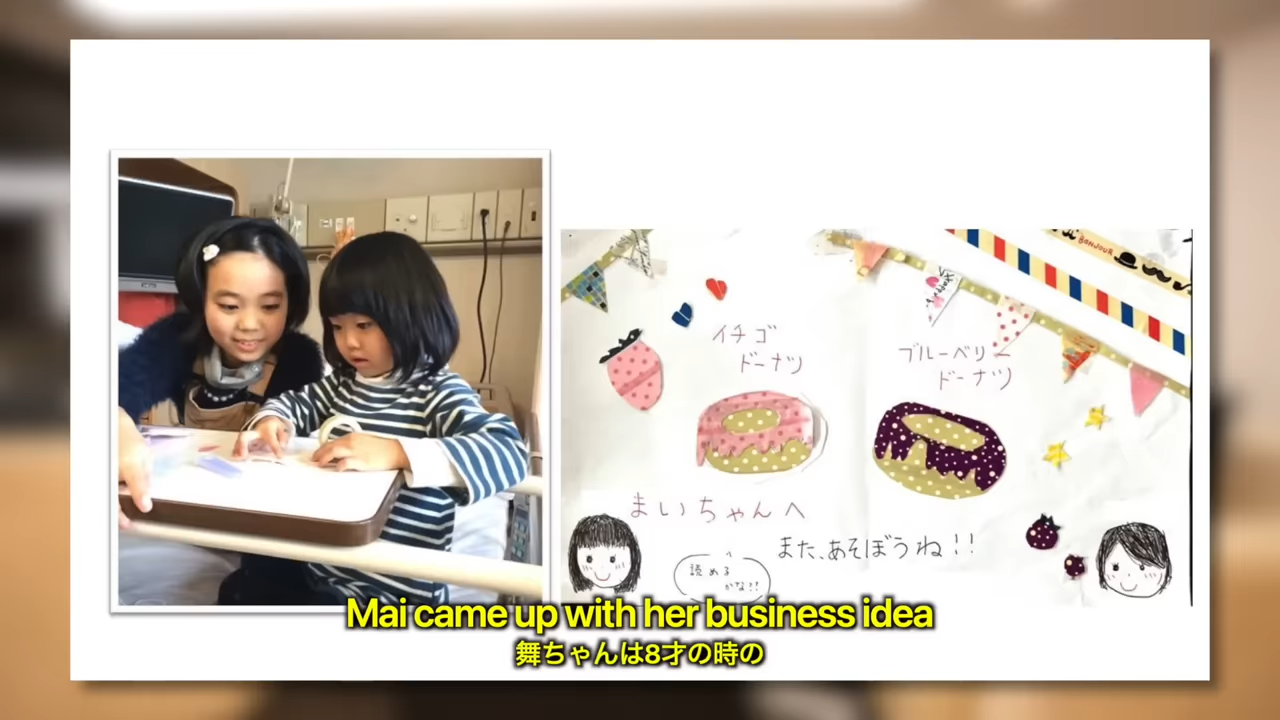 BONJOUR
イチゴ
ドーナツ
ブルーベリー
ドーナツ
まいちゃんへ
また、あそぼうね!!
読める
かな!!
Mai came up with her business idea
舞ちゃんは8才の時の